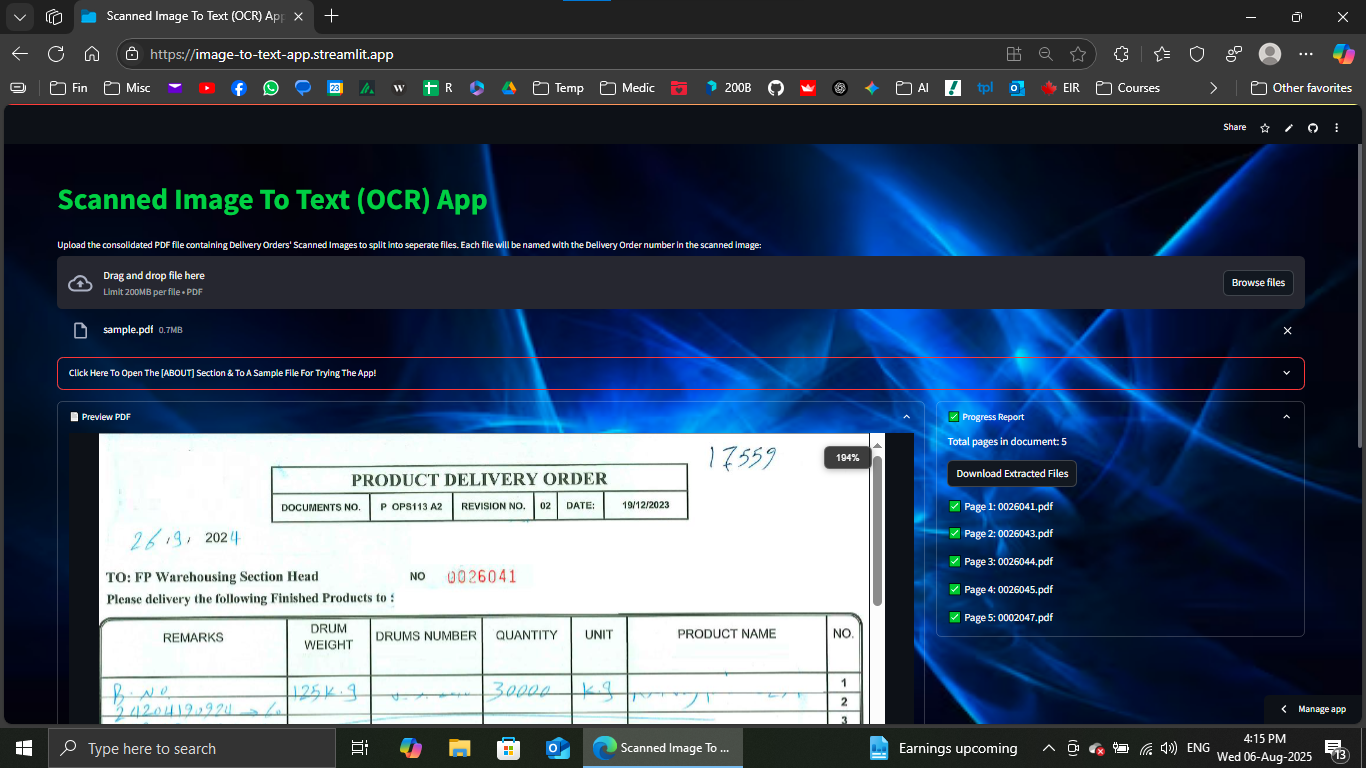 Scanned Image To Text (OCR) App
https://image-to-text-app.streamlit.app
Fin
Misc
23
W
R
Temp
Medic
200B
AI
tpl
EIR
Courses
Other favorites
Share
Scanned Image To Text (OCR) App
Upload the consolidated PDF file containing Delivery Orders' Scanned Images to split into seperate files. Each file will be named with the Delivery Order number in the scanned image:
Drag and drop file here
Limit 200MB per file • PDF
Browse files
sample.pdf 0.7MB
Click Here To Open The [ABOUT] Section & To A Sample File For Trying The App!
Preview PDF
17559
194%
PRODUCT DELIVERY ORDER
DOCUMENTS NO. P OPS113 A2 REVISION NO. 02 DATE: 19/12/2023
26,9, 2024
TO: FP Warehousing Section Head NO 0026041
Please delivery the following Finished Products to :
REMARKS DRUM WEIGHT DRUMS NUMBER QUANTITY UNIT PRODUCT NAME NO.
B.No 125K.g 30000 K.g 1
24204190924 2
3
Progress Report
Total pages in document: 5
Download Extracted Files
Page 1: 0026041.pdf
Page 2: 0026043.pdf
Page 3: 0026044.pdf
Page 4: 0026045.pdf
Page 5: 0002047.pdf
Manage app
Type here to search
Scanned Image To ...
Earnings upcoming
ENG
4:15 PM
Wed 06-Aug-2025
13